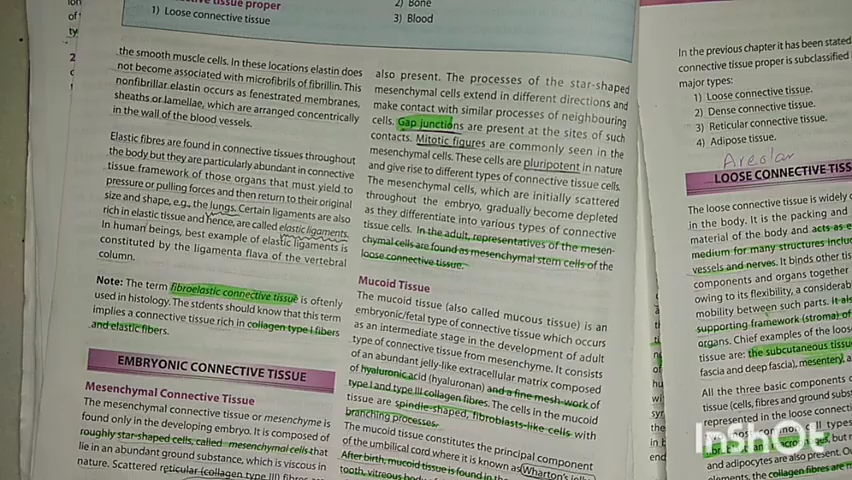 tissue proper
1) Loose connective tissue
2) Bone
3) Blood
the smooth muscle cells. In these locations elastin does
not become associated with microfibrils of fibrillin. This
nonfibrillar elastin occurs as fenestrated membranes,
sheaths or lamellae, which are arranged concentrically
in the wall of the blood vessels.
Elastic fibres are found in connective tissues throughout
the body but they are particularly abundant in connective
tissue framework of those organs that must yield to
pressure or pulling forces and then return to their original
size and shape, e.g., the lungs. Certain ligaments are also
rich in elastic tissue and hence, are called elastic ligaments.
In human beings, best example of elastic ligaments is
constituted by the ligamenta flava of the vertebral
column.
Note: The term fibroelastic connective tissue is oftenly
used in histology. The stdents should know that this term
implies a connective tissue rich in collagen type I fibers
and elastic fibers.
EMBRYONIC CONNECTIVE TISSUE
Mesenchymal Connective Tissue
The mesenchymal connective tissue or mesenchyme is
found only in the developing embryo. It is composed of
roughly star-shaped cells, called mesenchymal cells that
lie in an abundant ground substance, which is viscous in
nature. Scattered reticular (collagen type III) fibres
also present. The processes of the star-shaped
mesenchymal cells extend in different directions and
make contact with similar processes of neighbouring
cells. Gap junctions are present at the sites of such
contacts. Mitotic figures are commonly seen in the
mesenchymal cells. These cells are pluripotent in nature
and give rise to different types of connective tissue cells.
The mesenchymal cells, which are initially scattered
throughout the embryo, gradually become depleted
as they differentiate into various types of connective
tissue cells. In the adult, representatives of the mesen-
chymal cells are found as mesenchymal stem cells of the
loose connective tissue.
Mucoid Tissue
The mucoid tissue (also called mucous tissue) is an
embryonic/fetal type of connective tissue which occurs
as an intermediate stage in the development of adult
type of connective tissue from mesenchyme. It consists
of an abundant jelly-like extracellular matrix composed
of hyaluronic acid (hyaluronan) and a fine mesh-work of
type I and type III collagen fibres. The cells in the mucoid
tissue are spindle-shaped, fibroblasts-like cells with
branching processes.
The mucoid tissue constitutes the principal component
of the umbilical cord where it is known as Wharton's jelly
After birth, mucoid tissue is found in the
tooth, vitreous body
In the previous chapter it has been stated
connective tissue proper is subclassified
major types:
1) Loose connective tissue.
2) Dense connective tissue.
3) Reticular connective tissue.
4) Adipose tissue.
Areolar
LOOSE CONNECTIVE TISS
The loose connective tissue is widely
in the body. It is the packing and
material of the body and acts as
medium for many structures
vessels and nerves. It binds other
components and organs together
owing to its flexibility, a considerable
mobility between such parts. It
supporting framework (stroma) of
organs. Chief examples of the loose
tissue are: the subcutaneous
fascia and deep fascia), mesentery,
All the three basic components
tissue (cells, fibres and ground
represented in the loose
types
and adipocytes are also present.
the collagen fibres are
InShOt